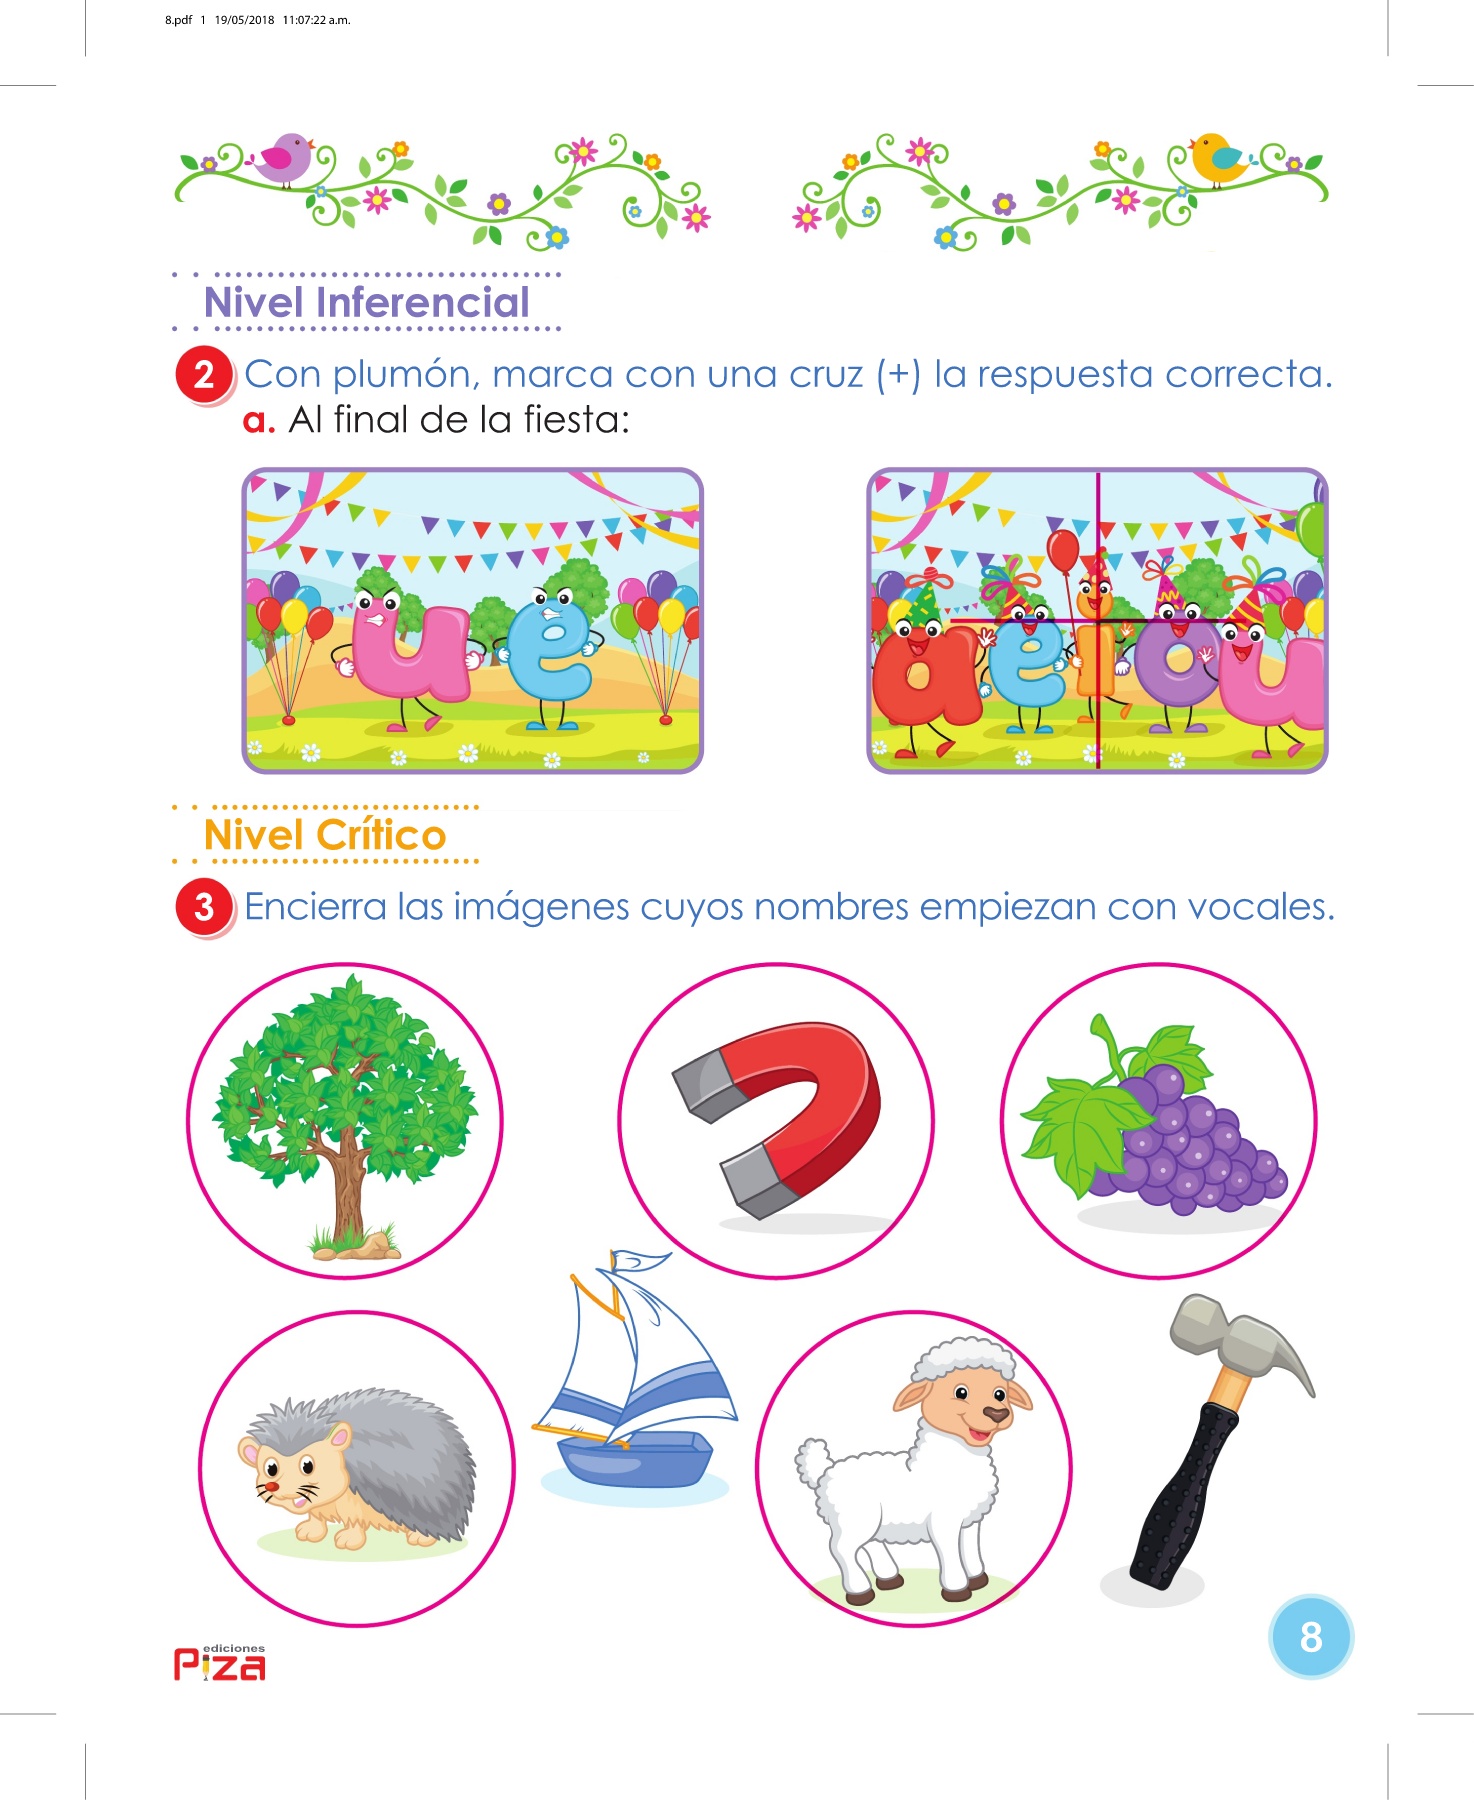 8.pdf 1 19/05/2018 11:07:22 a.m.
Nivel Inferencial
2 Con plumón, marca con una cruz (+) la respuesta correcta.
a. Al final de la fiesta:
u e
a e i o u
Nivel Crítico
3 Encierra las imágenes cuyos nombres empiezan con vocales.
ediciones
Piza
8